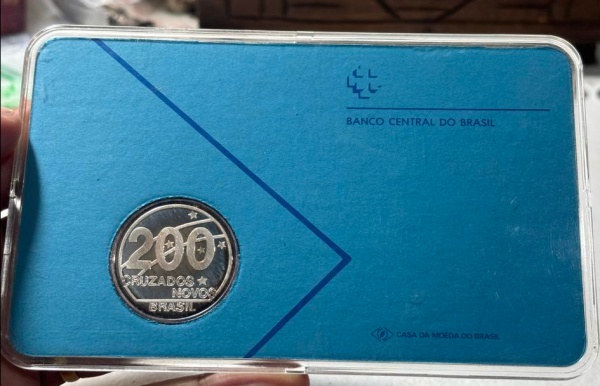 BANCO CENTRAL DO BRASIL
200
CRUZADOS
NOVOS
BRASIL
CASA DA MOEDA DO BRASIL